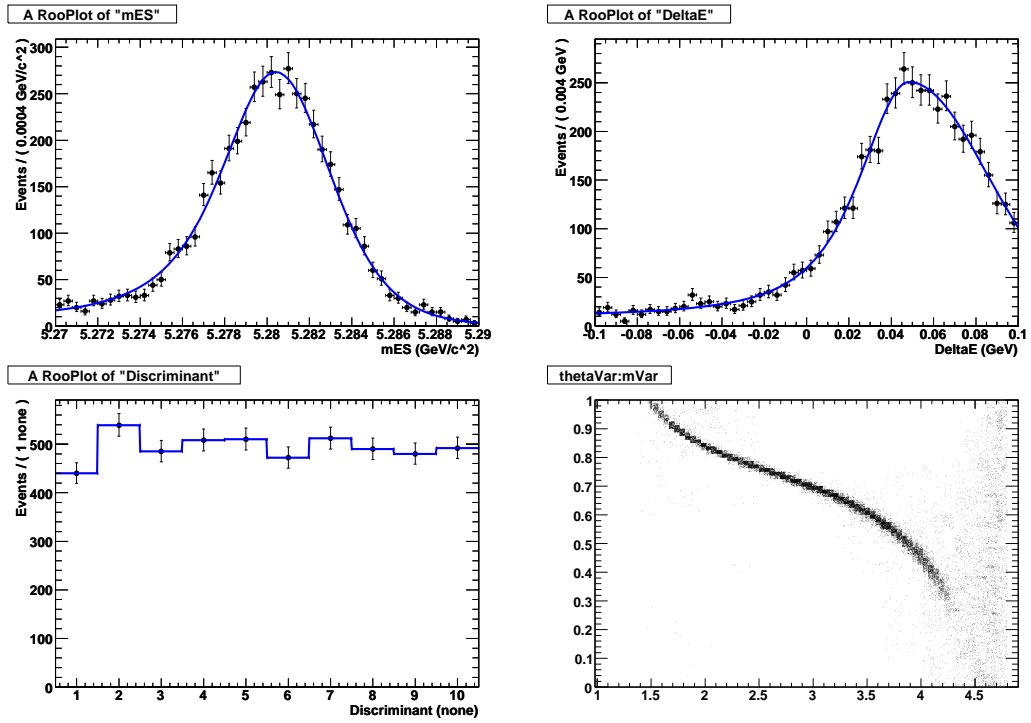 A RooPlot of "mES"
Events / ( 0.0004 GeV/c^2 )
300
250
200
150
100
50
0
5.27 5.272 5.274 5.276 5.278 5.28 5.282 5.284 5.286 5.288 5.29
mES (GeV/c^2)
A RooPlot of "DeltaE"
Events / ( 0.004 GeV )
250
200
150
100
50
0
-0.1 -0.08 -0.06 -0.04 -0.02 0 0.02 0.04 0.06 0.08 0.1
DeltaE (GeV)
A RooPlot of "Discriminant"
Events / ( 1 none )
500
400
300
200
100
0
1 2 3 4 5 6 7 8 9 10
Discriminant (none)
thetaVar:mVar
1
0.9
0.8
0.7
0.6
0.5
0.4
0.3
0.2
0.1
0
1 1.5 2 2.5 3 3.5 4 4.5